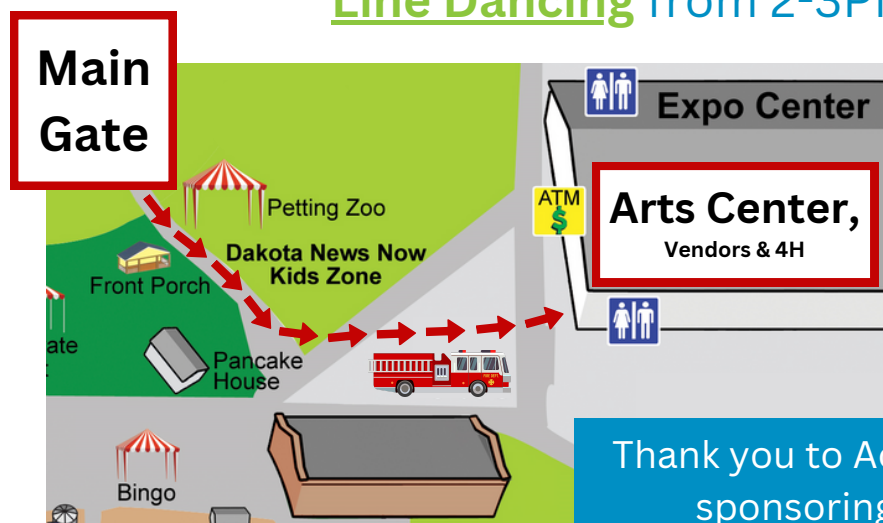 Line Dancing from 2-3P
Main
Gate
Expo Center
ATM
$
Arts Center,
Vendors & 4H
Petting Zoo
Dakota News Now
Kids Zone
Front Porch
ate
Pancake
House
Bingo
Thank you to A
sponsoring